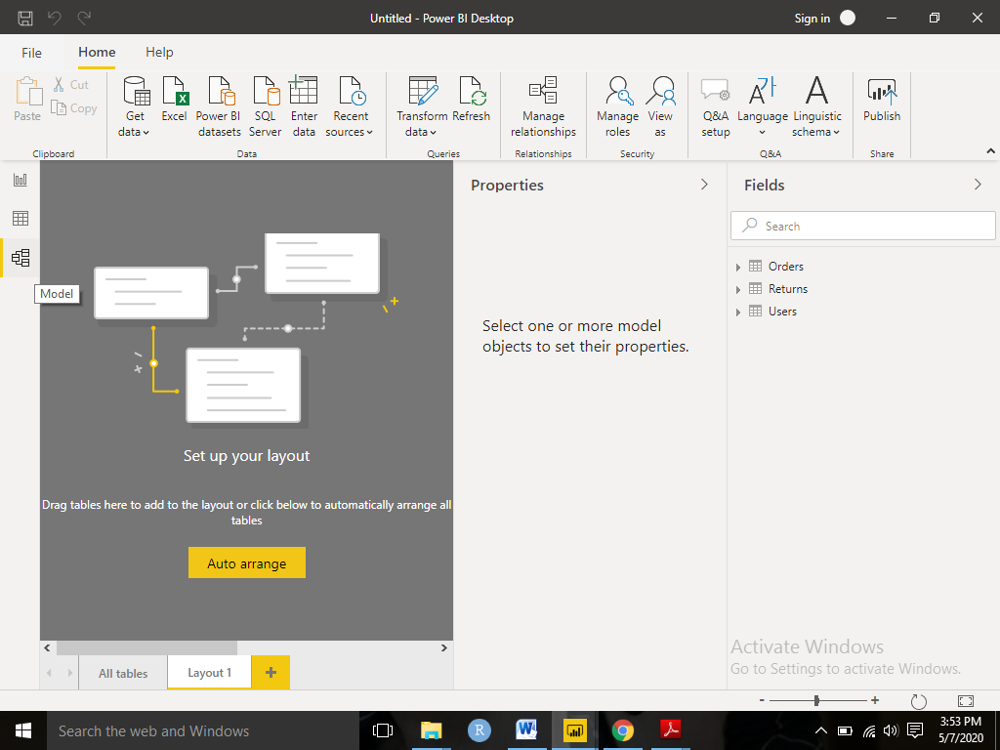 Untitled - Power BI Desktop
Sign in
File
Home
Help
Paste
Cut
Copy
Clipboard
Get
data
Excel
Power BI
datasets
SQL
Server
Enter
data
Recent
sources
Data
Transform
data
Refresh
Queries
Manage
relationships
Relationships
Manage
roles
View
as
Security
Q&A
setup
Language
Linguistic
schema
Q&A
Publish
Share
Model
Set up your layout
Drag tables here to add to the layout or click below to automatically arrange all
tables
Auto arrange
All tables
Layout 1
+
Properties
Select one or more model
objects to set their properties.
Fields
Search
Orders
Returns
Users
Activate Windows
Go to Settings to activate Windows.
- +
Search the web and Windows
3:53 PM
5/7/2020